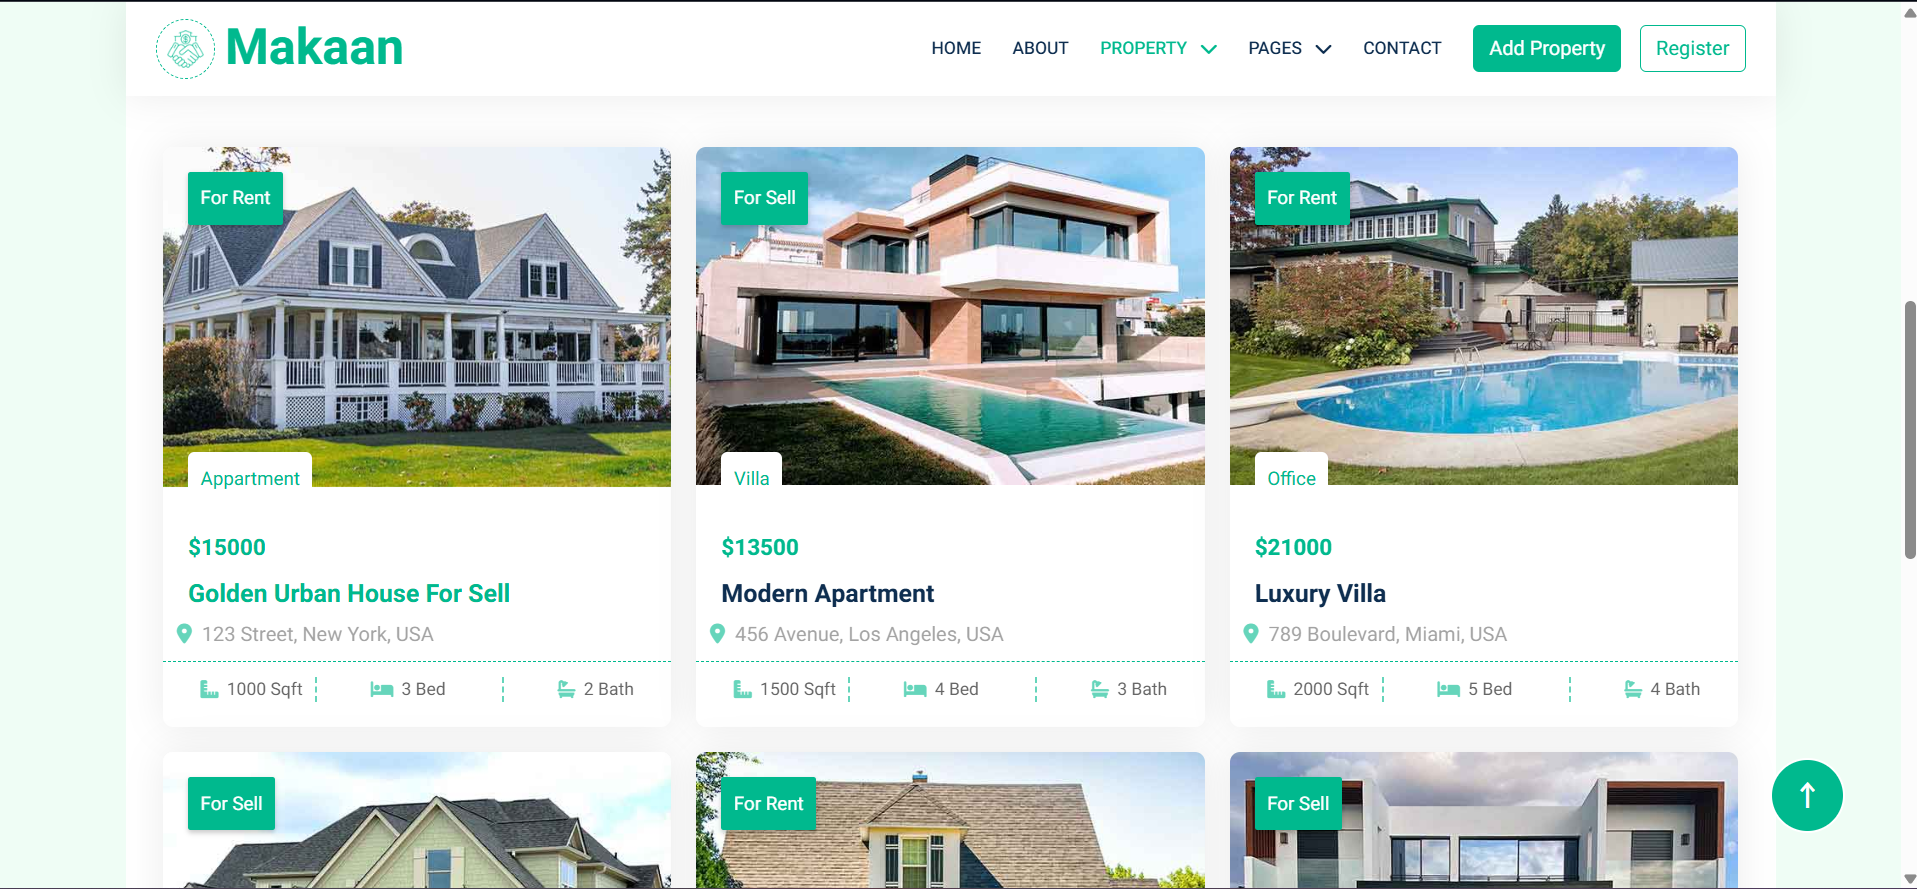 Makaan
HOME ABOUT PROPERTY PAGES CONTACT Add Property Register
For Rent
For Sell
For Rent
Appartment
Villa
Office
$15000
Golden Urban House For Sell
123 Street, New York, USA
1000 Sqft 3 Bed 2 Bath
$13500
Modern Apartment
456 Avenue, Los Angeles, USA
1500 Sqft 4 Bed 3 Bath
$21000
Luxury Villa
789 Boulevard, Miami, USA
2000 Sqft 5 Bed 4 Bath
For Sell
For Rent
For Sell